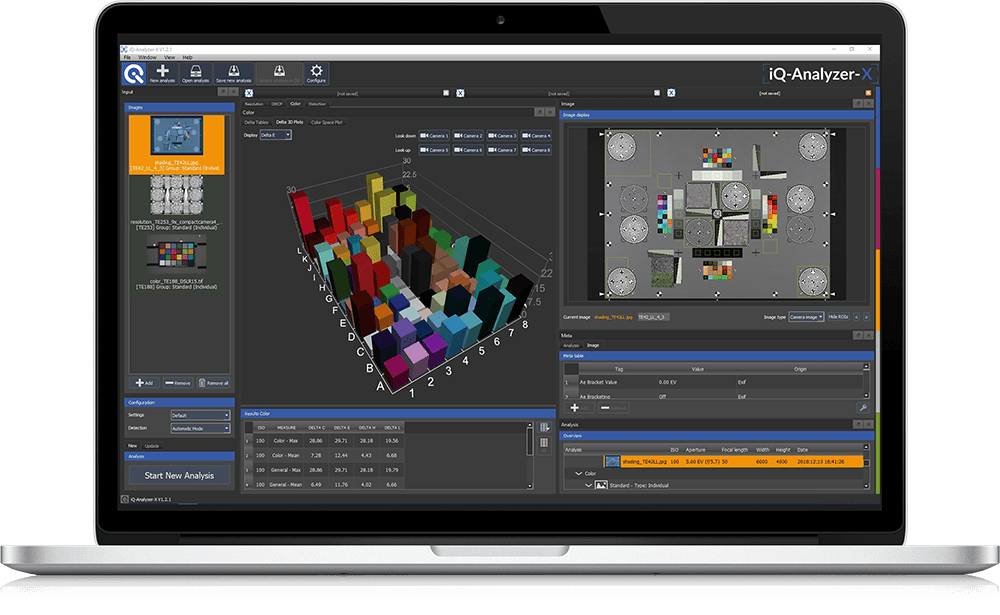 iQ-Analyzer-X V1.2.1
File Window View Help
New analysis Open analysis Save new analysis Configure
iQ-Analyzer-X
Input
Images
shading_TE42LL.jpg
[TE42_LL_4_3] Group: Standard (Individ
resolution_TE253_9x_compactcamera4_...
[TE253] Group: Standard (Individual)
color_TE188_DSLR15.tif
[TE188] Group: Standard (Individual)
Add Remove Remove all
Configuration
Settings Default
Detection Automatic Mode
New Update
Analysis
Start New Analysis
iQ-Analyzer-X V1.2.1
[not saved] [not saved] [not saved]
Resolution OECF Color Distortion
Color
Delta Tables Delta 3D Plots Color Space Plot
Display Delta E
Look down Camera 1 Camera 2 Camera 3 Camera 4
Look up Camera 5 Camera 6 Camera 7 Camera 8
30
22.5
30
L
K
J
I
H
G
F
E
D
C
B
A
1
2
3
4
5
6
7
8
15
7.5
Results Color
ISO MEASURE DELTA C DELTA E DELTA H DELTA L
1 100 Color - Max 28.86 29.71 28.18 19.56
2 100 Color - Mean 7.28 12.44 4.43 6.68
3 100 General - Max 28.86 29.71 28.18 19.79
4 100 General - Mean 6.49 11.76 4.02 6.66
Image
Image display
Current image shading_TE42LL.jpg TE42_LL_4_3 Image type Camera image Hide ROIs
Meta
Analysis Image
Meta table
Tag Value Origin
1 Ae Bracket Value 0.00 EV Exif
2 Ae Bracketing Off Exif
Analysis
Overview
Analysis ISO Aperture Focal length Width Height Date
shading_TE42LL.jpg 100 5.00 EV (f/5.7) 50 6000 4000 2018:12:13 16:41:26
Color
Standard - Type: Individual